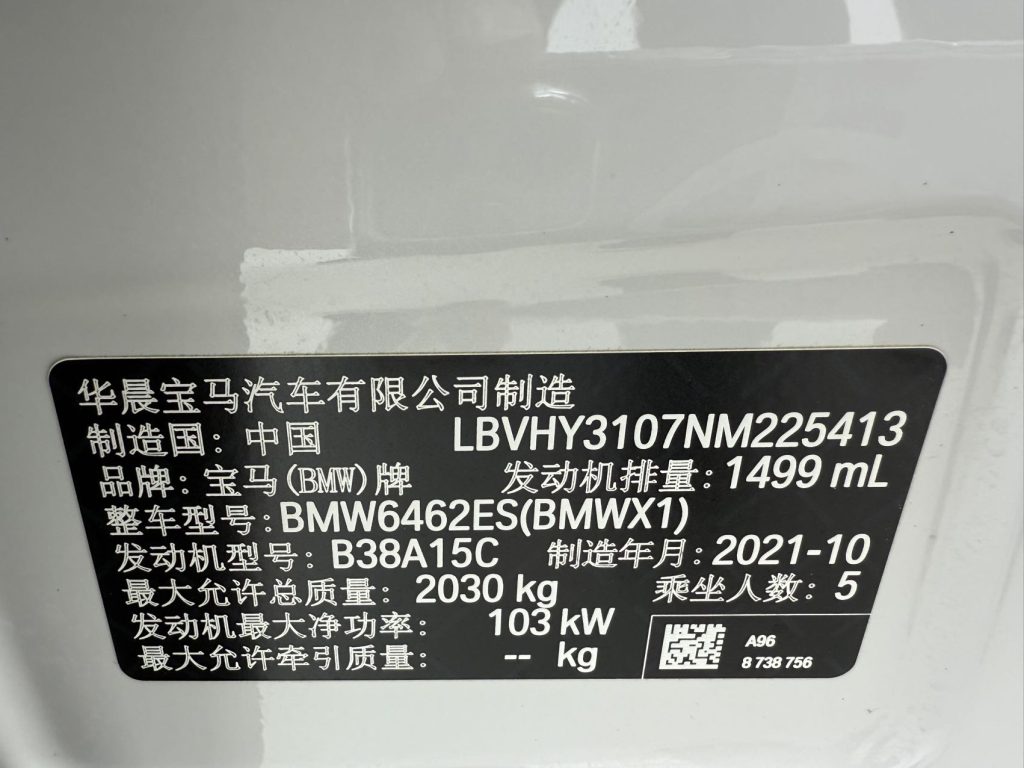 华晨宝马汽车有限公司制造
制造国：中国 LBVHY3107NM225413
品牌：宝马(BMW)牌 发动机排量：1499 mL
整车型号：BMW6462ES(BMWX1)
发动机型号：B38A15C 制造年月：2021-10
最大允许总质量：2030 kg 乘坐人数：5
发动机最大净功率：103 kW
最大允许牵引质量：-- kg
A96
8 738 756